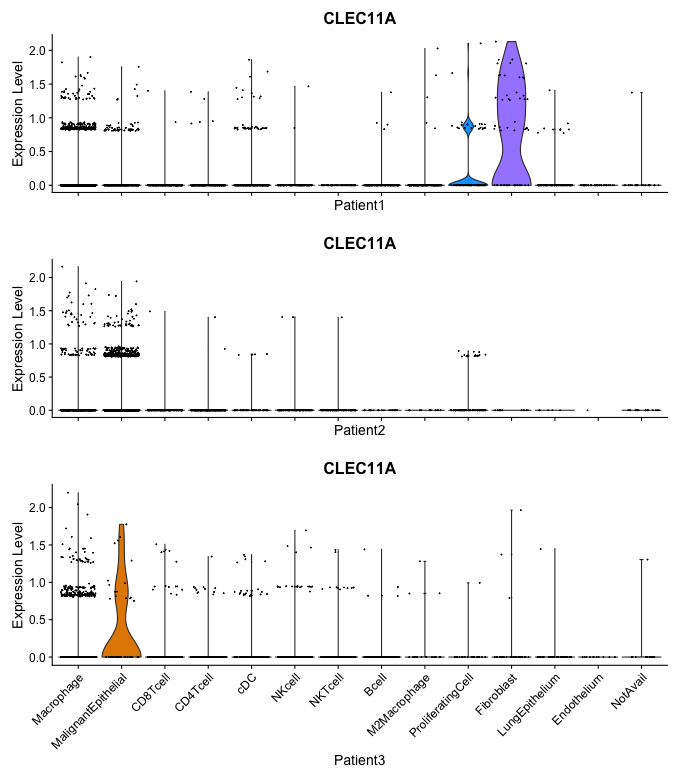 CLEC11A
Expression Level
2.0
1.5
1.0
0.5
0.0
Patient1
CLEC11A
Expression Level
2.0
1.5
1.0
0.5
0.0
Patient2
CLEC11A
Expression Level
2.0
1.5
1.0
0.5
0.0
Macrophage
MalignantEpithelial
CD8Tcell
CD4Tcell
cDC
NKcell
NKTcell
Bcell
M2Macrophage
ProliferatingCell
Fibroblast
LungEpithelium
Endothelium
NotAvail
Patient3